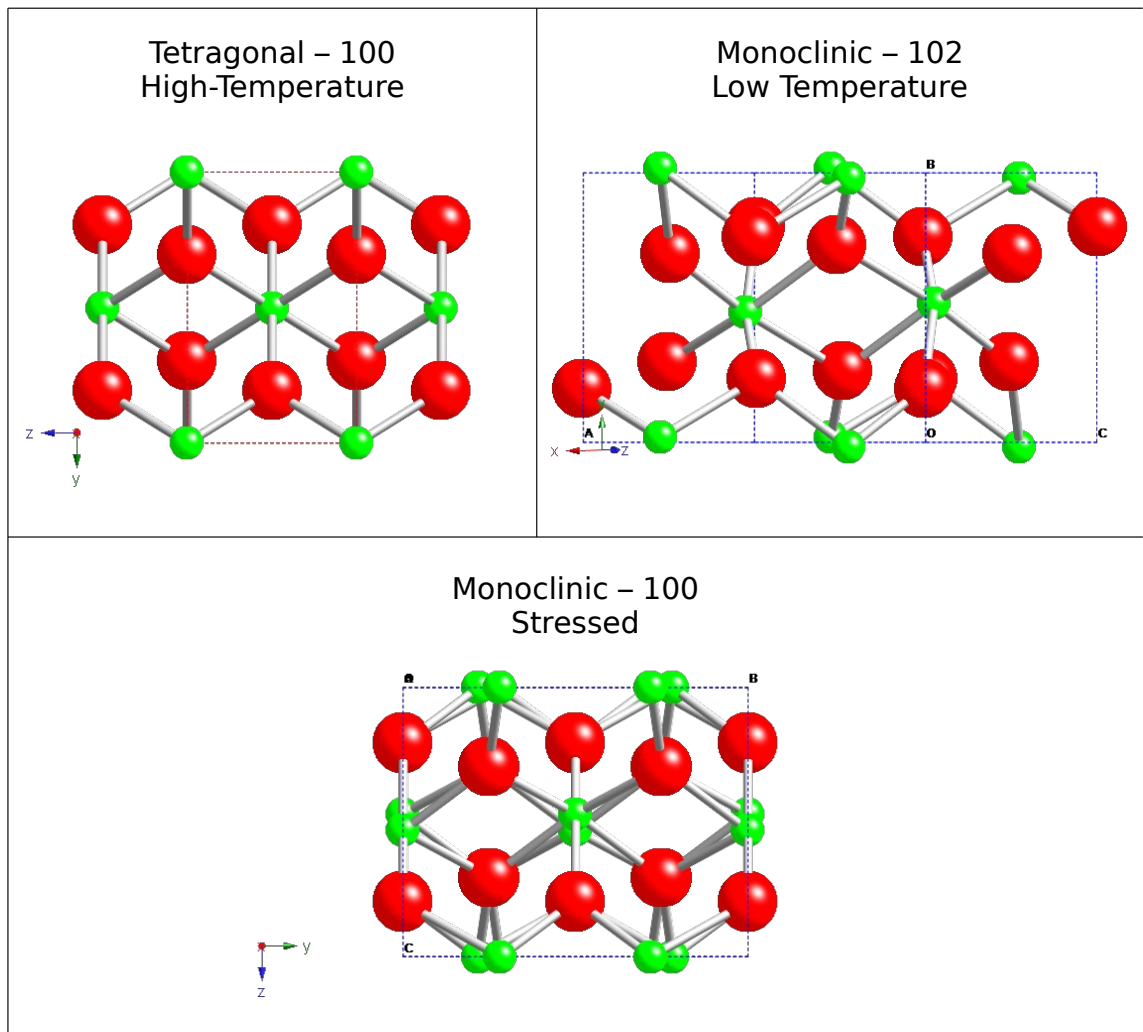 Tetragonal – 100
High-Temperature
z
y
Monoclinic – 102
Low Temperature
B
A
O
C
x
z
Monoclinic – 100
Stressed
B
C
y
z